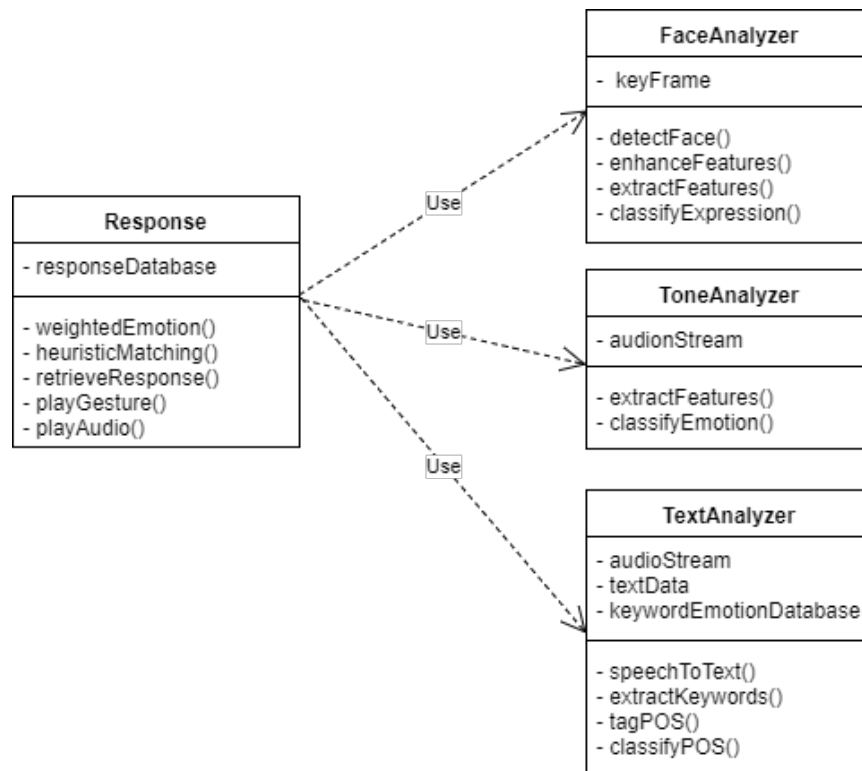 FaceAnalyzer
- keyFrame
- detectFace()
- enhanceFeatures()
- extractFeatures()
- classifyExpression()
Use
Response
- responseDatabase
- weightedEmotion()
- heuristicMatching()
- retrieveResponse()
- playGesture()
- playAudio()
Use
ToneAnalyzer
- audionStream
- extractFeatures()
- classifyEmotion()
Use
TextAnalyzer
- audioStream
- textData
- keywordEmotionDatabase
- speechToText()
- extractKeywords()
- tagPOS()
- classifyPOS()